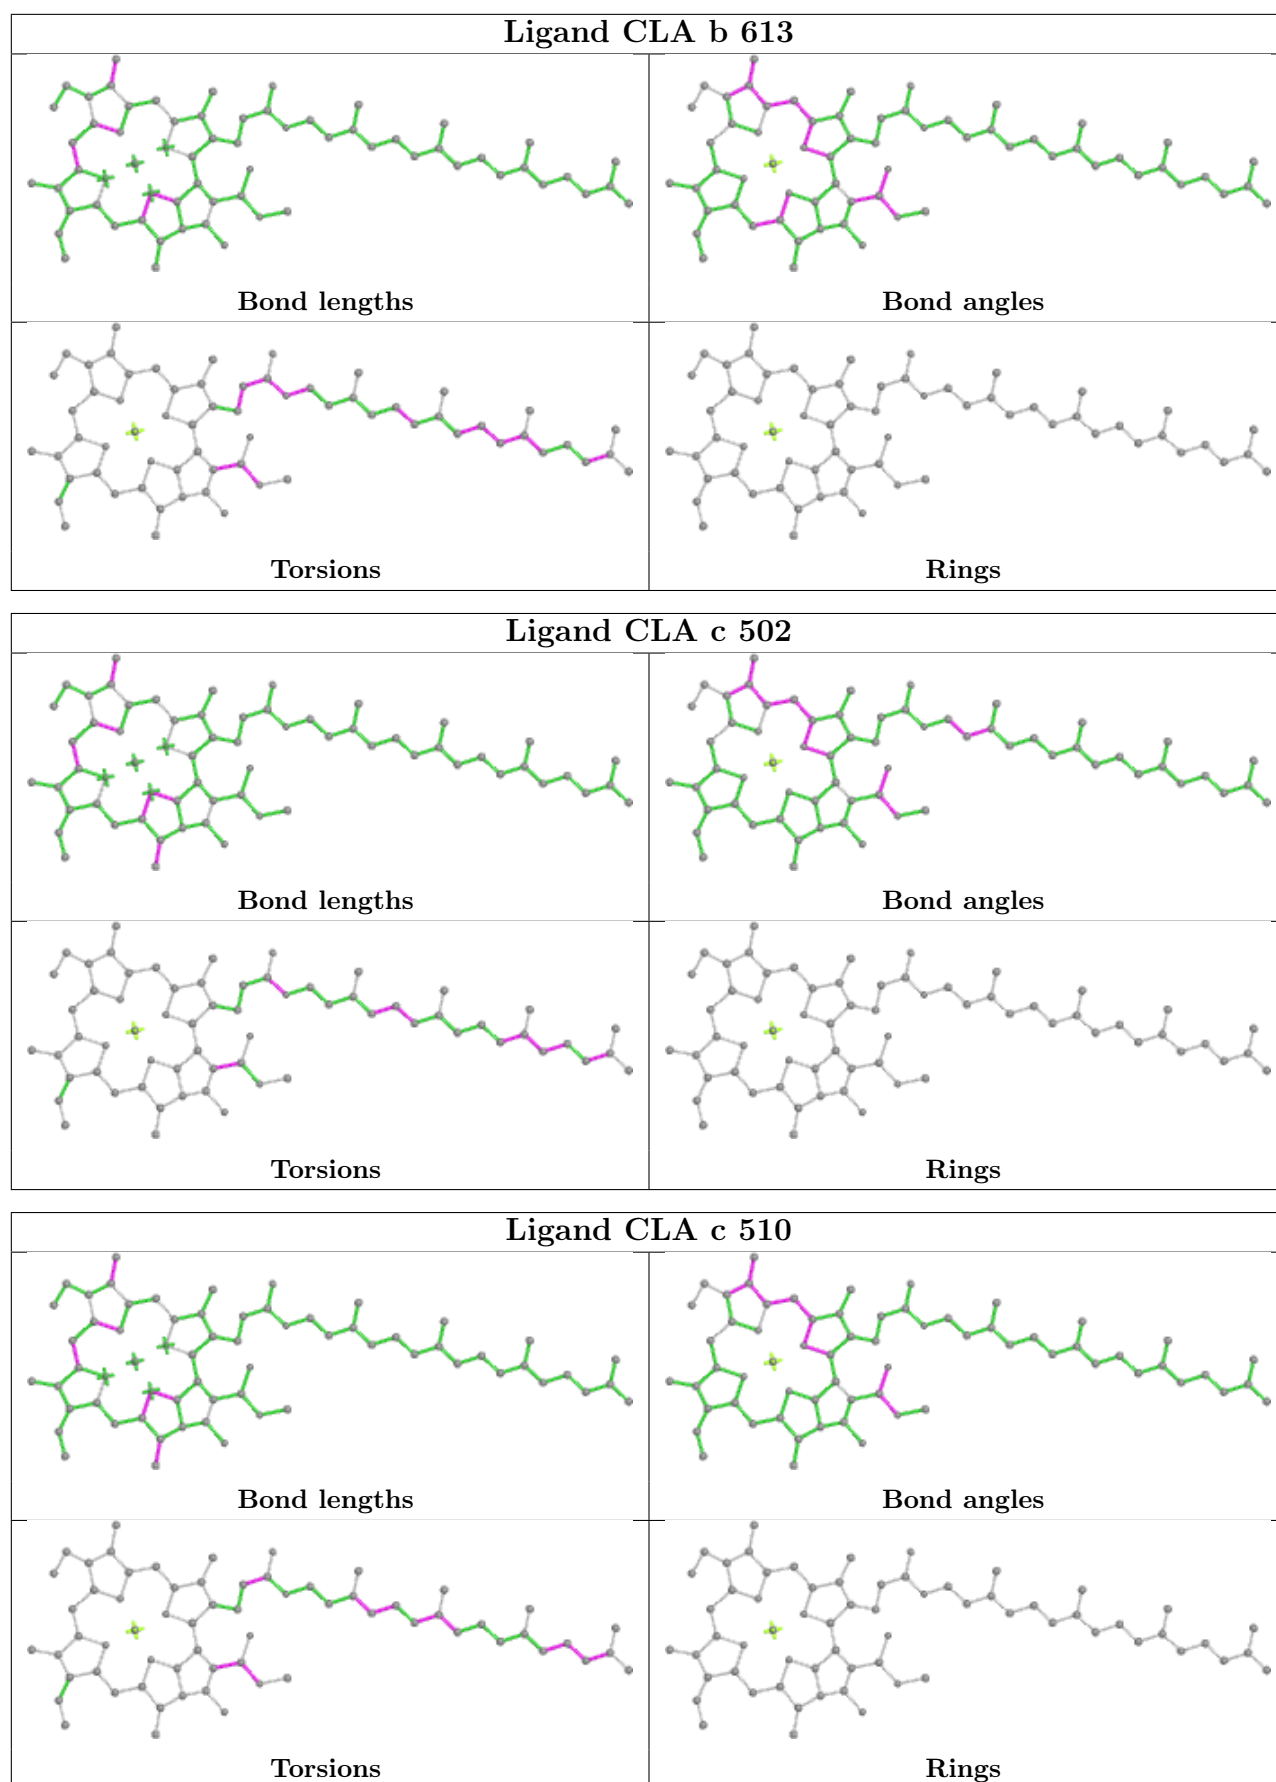 Ligand CLA b 613
Bond lengths
Bond angles
Torsions
Rings
Ligand CLA c 502
Bond lengths
Bond angles
Torsions
Rings
Ligand CLA c 510
Bond lengths
Bond angles
Torsions
Rings